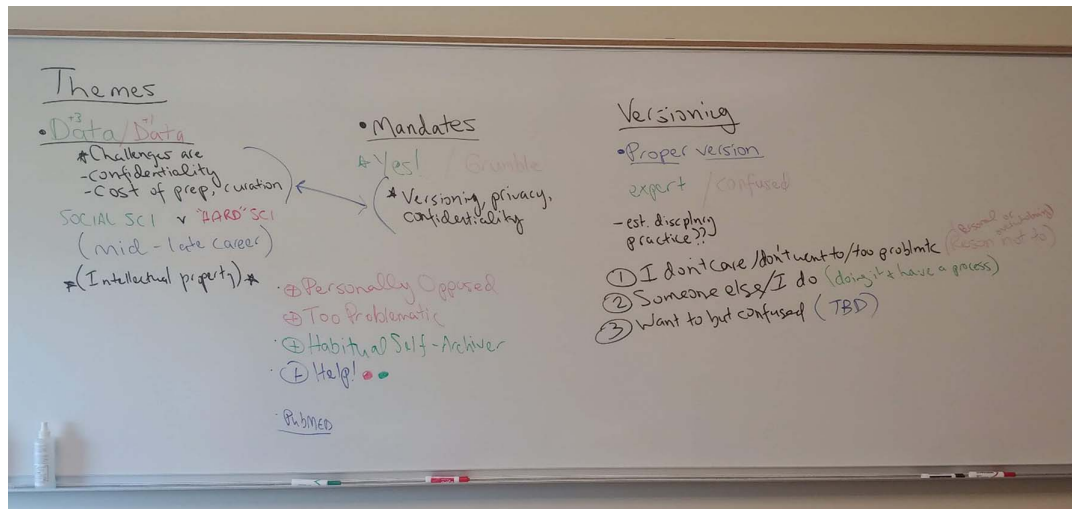 Themes
+3 +1
• Data/Data
* Challenges are
- confidentiality
- Cost of prep, curation
SOCIAL SCI v "HARD" SCI
(mid-late career)
* (Intellectual property) *
• Mandates
* Yes! / Grumble
* Versioning, privacy,
confidentiality
· ⊕ Personally Opposed
⊕ Too Problematic
· ⊕ Habitual Self-Archiver
· ⊕ Help!
· PubMED
Versioning
• Proper version
expert / confused
- est. discplnry
practice??
① I don't care/don't want to/too problmtc (Reason not to)
Personal or
② Someone else/I do (doing it & have a process)
③ Want to but confused (TBD)